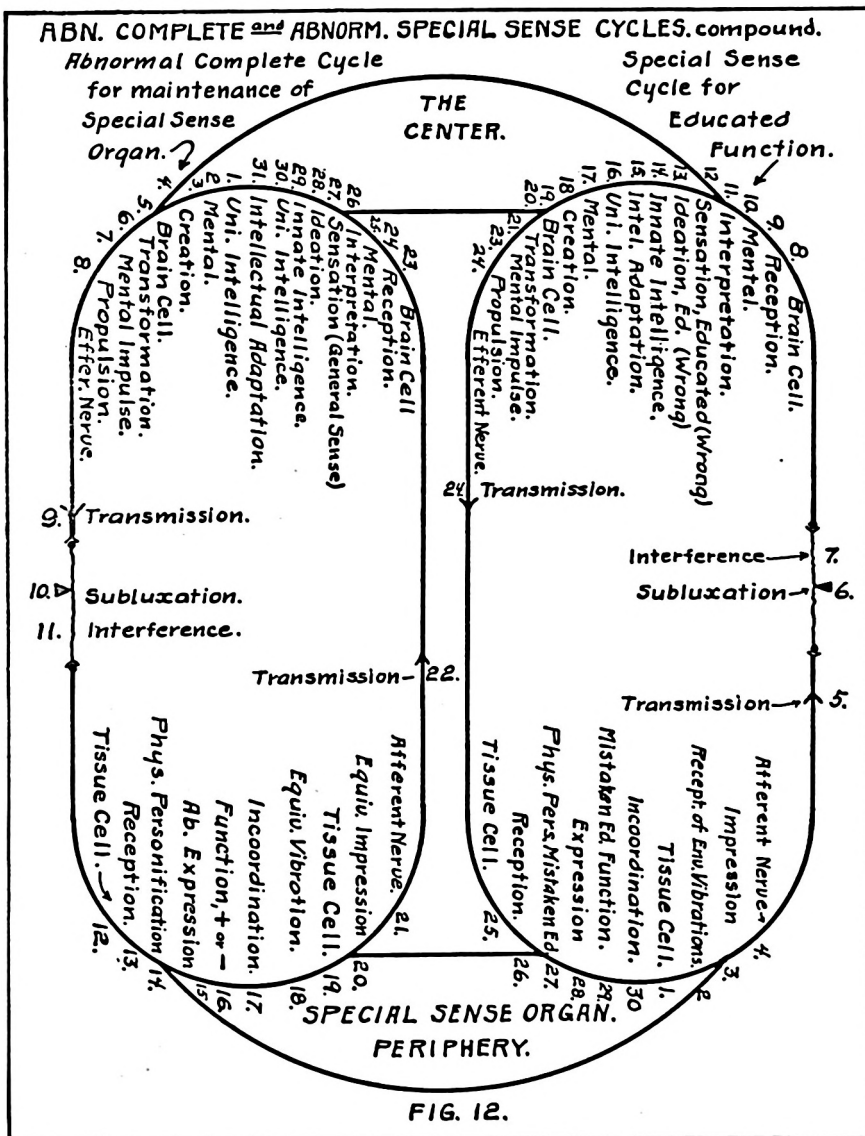 ABN. COMPLETE and ABNORM. SPECIAL SENSE CYCLES. compound.
Abnormal Complete Cycle
for maintenance of
Special Sense
Organ.
Special Sense
Cycle for
Educated
Function.
THE
CENTER.
1. Uni. Intelligence.
2. Mental.
3. Creation.
4. Brain Cell.
5. Transformation.
6. Mental Impulse.
7. Propulsion.
8. Effer. Nerve.
31. Intellectual Adaptation.
30. Uni. Intelligence.
29. Innate Intelligence.
28. Ideation.
27. Sensation (General Sense)
26 Interpretation.
25. Mental.
24 Reception.
23. Brain Cell
9. Transmission.
10. Subluxation.
11. Interference.
Transmission 22.
Tissue Cell. 12.
Reception. 13.
Phys. Personification 14.
Ab. Expression 15
Function, + or – 16.
Incoordination. 17.
Equiv. Vibration. 18.
Tissue Cell. 19.
Equiv. Impression 20.
Afferent Nerve. 21.
8. Brain Cell.
9. Reception.
10 Mental.
11. Interpretation.
12 Sensation, Educated (Wrong)
13. Ideation, Ed. (Wrong)
14. Innate Intelligence.
15. Intel. Adaptation.
16. Uni. Intelligence.
17. Mental.
18 Creation.
19. Brain Cell.
20. Transformation.
21. Mental Impulse.
23. Propulsion.
24. Efferent Nerve.
24 Transmission.
Interference 7.
Subluxation 6.
Transmission 5.
Afferent Nerve 4.
Impression 3.
Recept. of Env. Vibrations. 2
Tissue Cell. 1.
Incoordination. 30
Mistaken Ed. Function. 29.
Expression 28.
Phys. Pers. Mistaken Ed. 27.
Reception. 26.
Tissue Cell. 25.
SPECIAL SENSE ORGAN.
PERIPHERY.
FIG. 12.